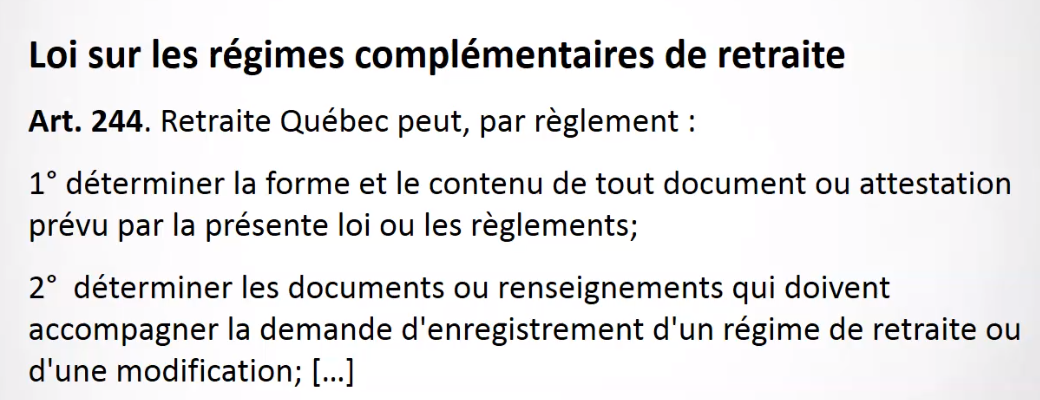 Loi sur les régimes complémentaires de retraite
Art. 244. Retraite Québec peut, par règlement :
1° déterminer la forme et le contenu de tout document ou attestation
prévu par la présente loi ou les règlements;
2°  déterminer les documents ou renseignements qui doivent
accompagner la demande d'enregistrement d'un régime de retraite ou
d'une modification; [...]